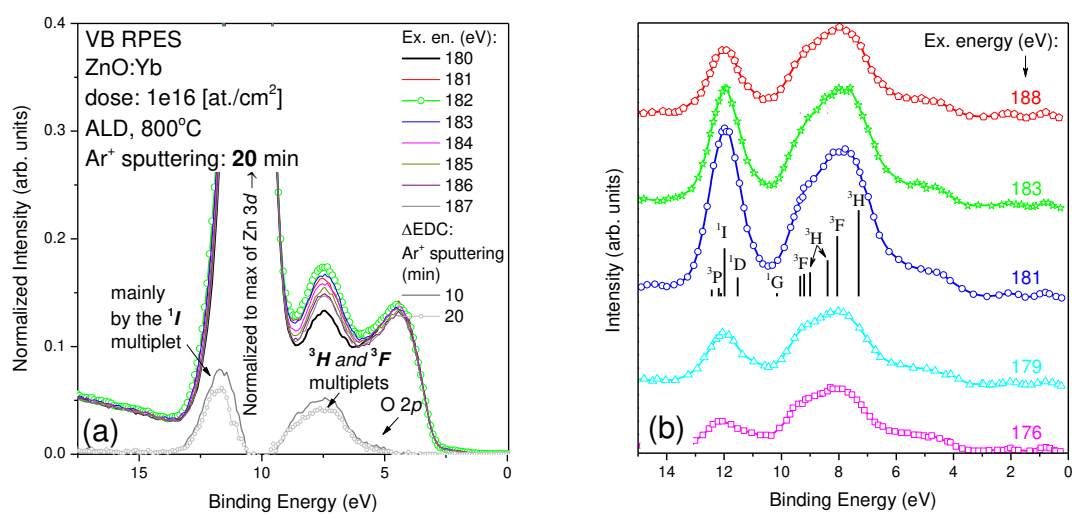 VB RPES
ZnO:Yb
dose: 1e16 [at./cm²]
ALD, 800°C
Ar⁺ sputtering: 20 min
Ex. en. (eV):
180
181
182
183
184
185
186
187
ΔEDC:
Ar⁺ sputtering
(min)
10
20
mainly
by the ¹I
multiplet
Normalized to max of Zn 3d →
³H and ³F
multiplets
O 2p
(a)
0.4
0.3
0.2
0.1
0.0
15
10
5
0
Normalized Intensity (arb. units)
Binding Energy (eV)
Ex. energy (eV):
188
183
181
179
176
³P
¹I
¹D
¹G
³F
³H
³F
³H
(b)
14
12
10
8
6
4
2
0
Intensity (arb. units)
Binding Energy (eV)